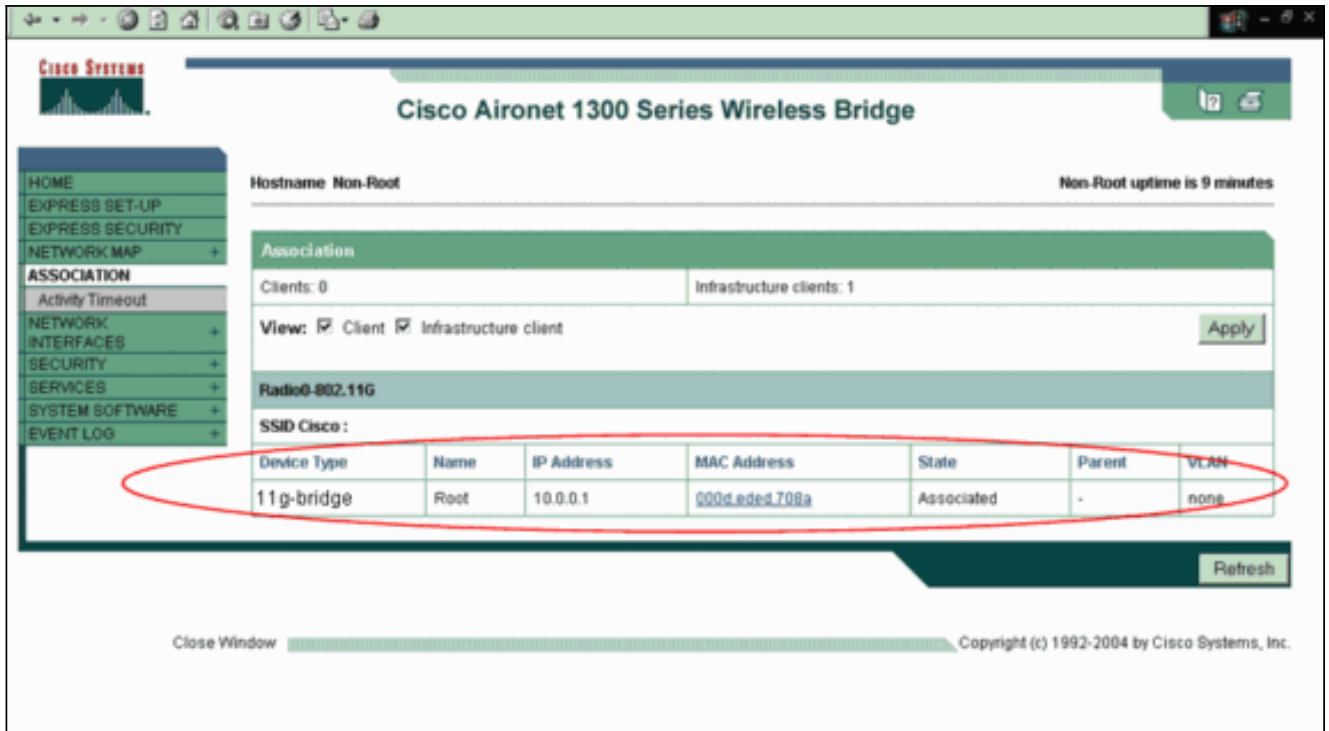 CISCO SYSTEMS
Cisco Aironet 1300 Series Wireless Bridge
HOME
EXPRESS SET-UP
EXPRESS SECURITY
NETWORK MAP +
ASSOCIATION
Activity Timeout
NETWORK INTERFACES +
SECURITY +
SERVICES +
SYSTEM SOFTWARE +
EVENT LOG +
Hostname Non-Root
Non-Root uptime is 9 minutes
Association
Clients: 0
Infrastructure clients: 1
View: Client Infrastructure client
Apply
Radio0-802.11G
SSID Cisco :
Device Type Name IP Address MAC Address State Parent VLAN
11g-bridge Root 10.0.0.1 000d.eded.708a Associated - none
Refresh
Close Window
Copyright (c) 1992-2004 by Cisco Systems, Inc.